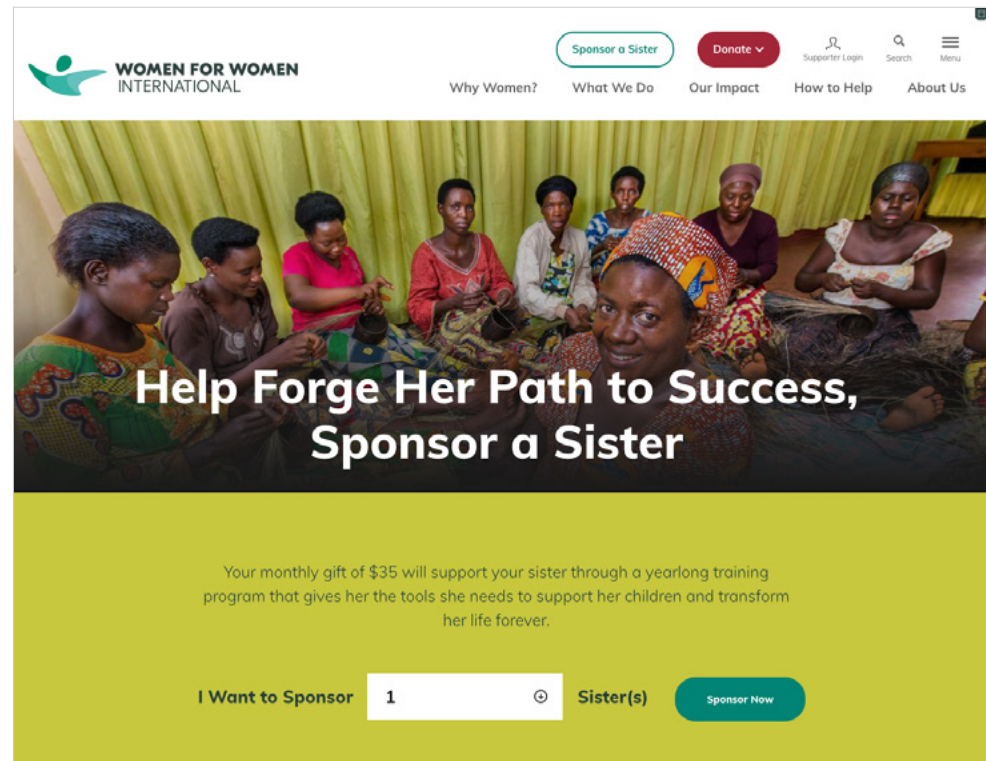 WOMEN FOR WOMEN
INTERNATIONAL
Sponsor a Sister
Donate
Supporter Login
Search
Menu
Why Women?
What We Do
Our Impact
How to Help
About Us
Help Forge Her Path to Success,
Sponsor a Sister
Your monthly gift of $35 will support your sister through a yearlong training
program that gives her the tools she needs to support her children and transform
her life forever.
I Want to Sponsor 1 Sister(s) Sponsor Now